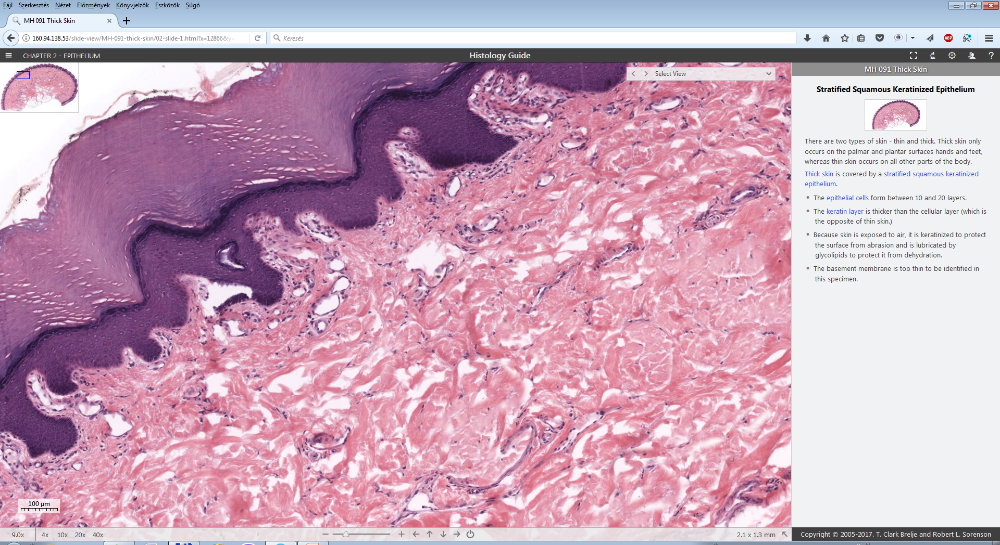 Fájl Szerkesztés Nézet Előzmények Könyvjelzők Eszközök Súgó
MH 091 Thick Skin
160.94.138.53/slide-view/MH-091-thick-skin/02-slide-1.html?x=12866&y=
Keresés
ABP
CHAPTER 2 - EPITHELIUM
Histology Guide
?
Select View
MH 091 Thick Skin
Stratified Squamous Keratinized Epithelium
There are two types of skin - thin and thick. Thick skin only
occurs on the palmar and plantar surfaces hands and feet,
whereas thin skin occurs on all other parts of the body.
Thick skin is covered by a stratified squamous keratinized
epithelium.
• The epithelial cells form between 10 and 20 layers.
• The keratin layer is thicker than the cellular layer (which is
the opposite of thin skin.)
• Because skin is exposed to air, it is keratinized to protect
the surface from abrasion and is lubricated by
glycolipids to protect it from dehydration.
• The basement membrane is too thin to be identified in
this specimen.
100 µm
9.0x 4x 10x 20x 40x
2.1 x 1.3 mm
Copyright © 2005-2017. T. Clark Brelje and Robert L. Sorenson